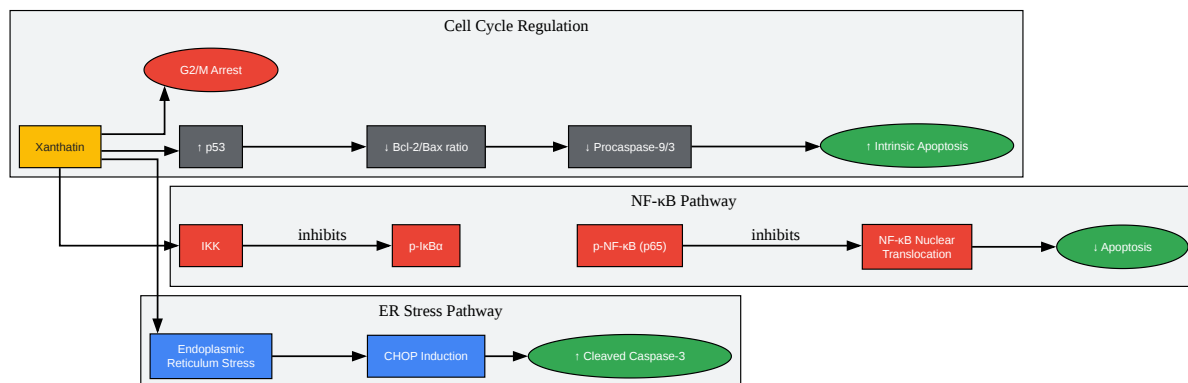 Cell Cycle Regulation
G2/M Arrest
Xanthatin
↑ p53
↓ Bcl-2/Bax ratio
↓ Procaspase-9/3
↑ Intrinsic Apoptosis
NF-κB Pathway
IKK
inhibits
p-IκBα
p-NF-κB (p65)
inhibits
NF-κB Nuclear
Translocation
↓ Apoptosis
ER Stress Pathway
Endoplasmic
Reticulum Stress
CHOP Induction
↑ Cleaved Caspase-3